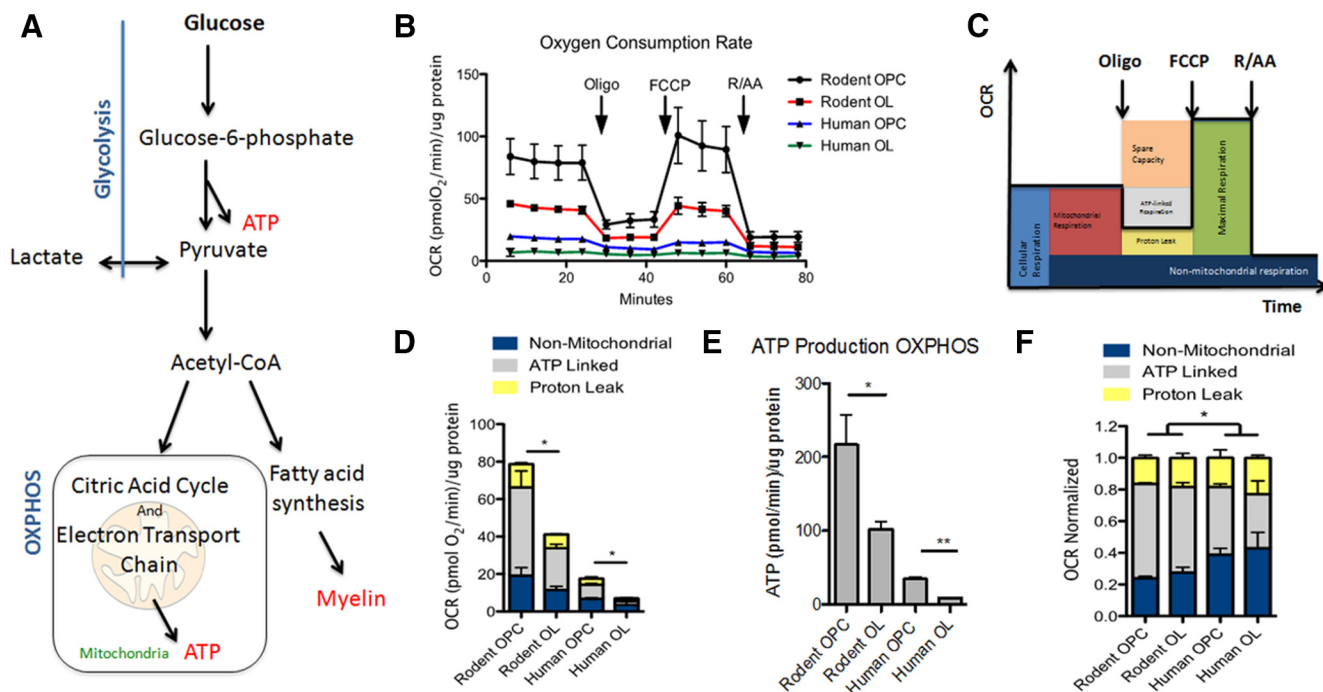 A
Glucose
Glycolysis
Glucose-6-phosphate
ATP
Lactate
Pyruvate
Acetyl-CoA
OXPHOS
Citric Acid Cycle
And
Electron Transport
Chain
Mitochondria
ATP
Fatty acid
synthesis
Myelin
B
Oxygen Consumption Rate
OCR (pmolO2/min)/ug protein
150
100
50
0
Oligo
FCCP
R/AA
Rodent OPC
Rodent OL
Human OPC
Human OL
0
20
40
60
80
Minutes
C
Oligo
FCCP
R/AA
OCR
Spare
Capacity
ATP-linked
Respiration
Proton Leak
Mitochondrial
Respiration
Cellular
Respiration
Maximal Respiration
Non-mitochondrial respiration
Time
D
Non-Mitochondrial
ATP Linked
Proton Leak
OCR (pmol O2/min)/ug protein
100
80
60
40
20
0
*
*
Rodent OPC
Rodent OL
Human OPC
Human OL
E
ATP Production OXPHOS
ATP (pmol/min)/ug protein
300
200
100
0
*
**
Rodent OPC
Rodent OL
Human OPC
Human OL
F
Non-Mitochondrial
ATP Linked
Proton Leak
OCR Normalized
1.2
1.0
0.8
0.6
0.4
0.2
0.0
*
Rodent OPC
Rodent OL
Human OPC
Human OL